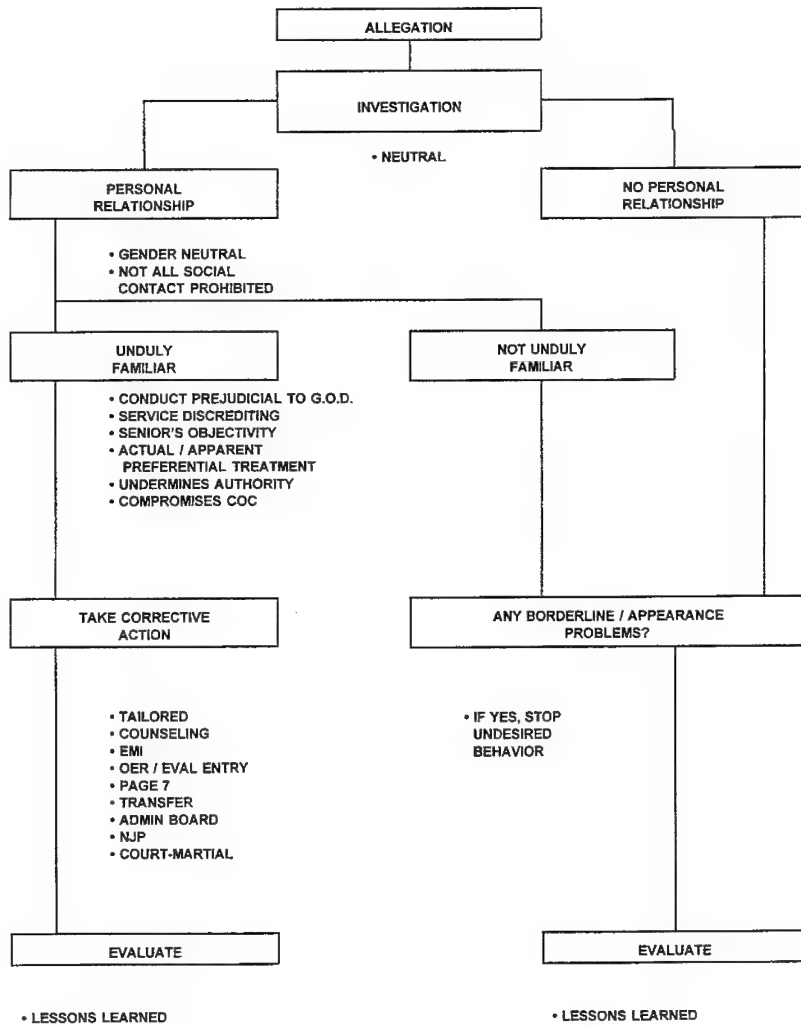 ALLEGATION
INVESTIGATION
• NEUTRAL
PERSONAL
RELATIONSHIP
NO PERSONAL
RELATIONSHIP
• GENDER NEUTRAL
• NOT ALL SOCIAL
CONTACT PROHIBITED
UNDULY
FAMILIAR
NOT UNDULY
FAMILIAR
• CONDUCT PREJUDICIAL TO G.O.D.
• SERVICE DISCREDITING
• SENIOR'S OBJECTIVITY
• ACTUAL / APPARENT
PREFERENTIAL TREATMENT
• UNDERMINES AUTHORITY
• COMPROMISES COC
TAKE CORRECTIVE
ACTION
ANY BORDERLINE / APPEARANCE
PROBLEMS?
• TAILORED
• COUNSELING
• EMI
• OER / EVAL ENTRY
• PAGE 7
• TRANSFER
• ADMIN BOARD
• NJP
• COURT-MARTIAL
• IF YES, STOP
UNDESIRED
BEHAVIOR
EVALUATE
EVALUATE
• LESSONS LEARNED
• LESSONS LEARNED